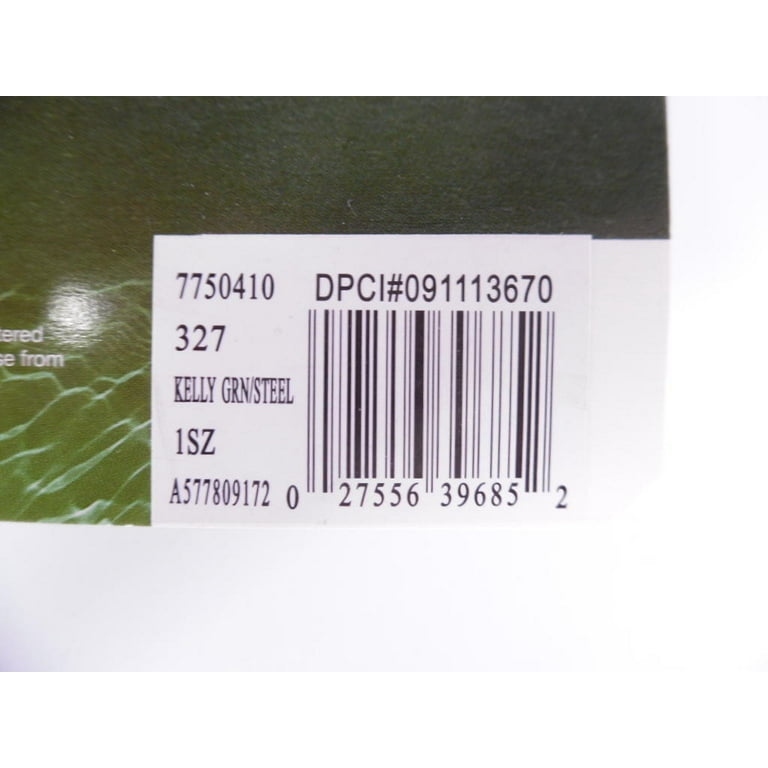 7750410 DPCI#091113670
327
tered
se from
KELLY GRN/STEEL
1SZ
A577809172 0 27556 39685 2